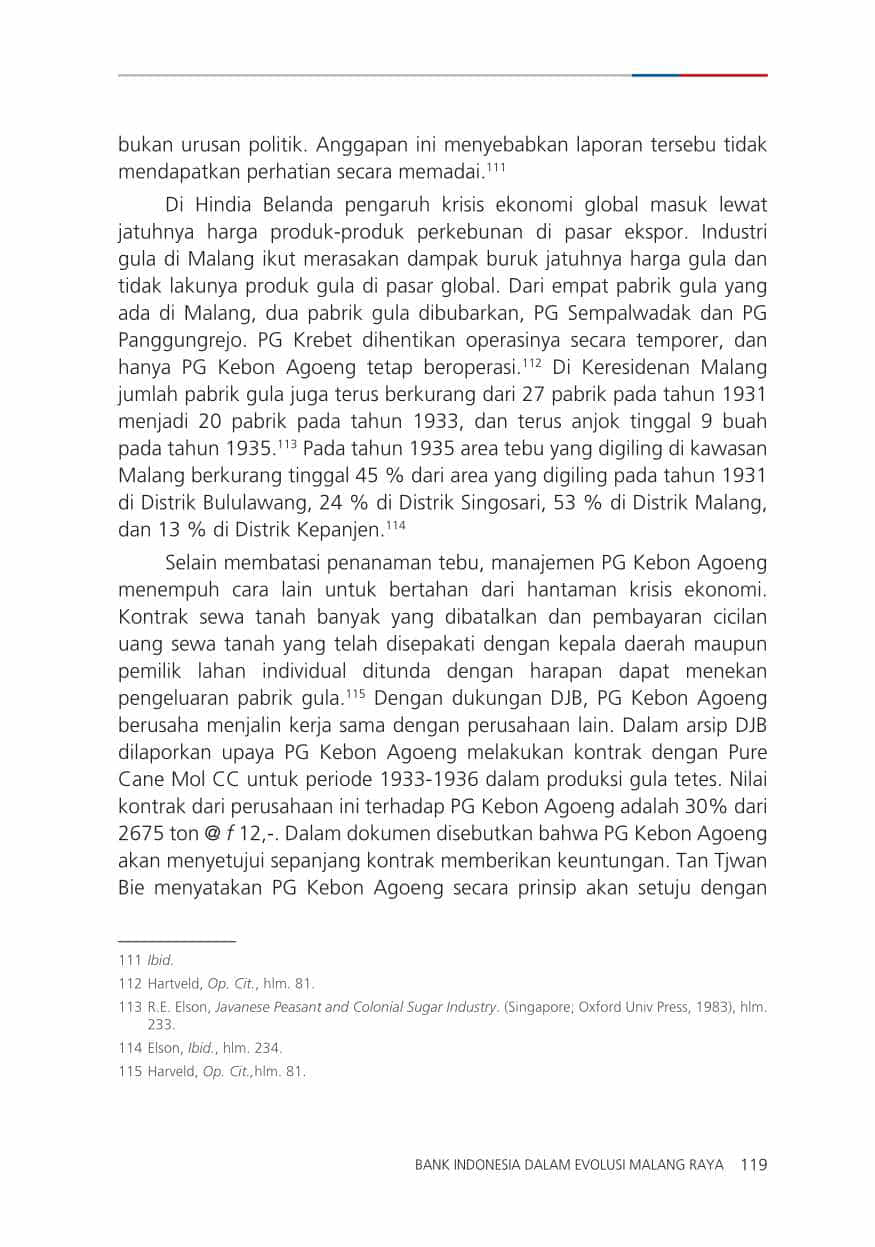 bukan urusan politik. Anggapan ini menyebabkan laporan tersebu tidak
mendapatkan perhatian secara memadai.111
Di Hindia Belanda pengaruh krisis ekonomi global masuk lewat
jatuhnya harga produk-produk perkebunan di pasar ekspor. Industri
gula di Malang ikut merasakan dampak buruk jatuhnya harga gula dan
tidak lakunya produk gula di pasar global. Dari empat pabrik gula yang
ada di Malang, dua pabrik gula dibubarkan, PG Sempalwadak dan PG
Panggungrejo. PG Krebet dihentikan operasinya secara temporer, dan
hanya PG Kebon Agoeng tetap beroperasi.112 Di Keresidenan Malang
jumlah pabrik gula juga terus berkurang dari 27 pabrik pada tahun 1931
menjadi 20 pabrik pada tahun 1933, dan terus anjok tinggal 9 buah
pada tahun 1935.113 Pada tahun 1935 area tebu yang digiling di kawasan
Malang berkurang tinggal 45 % dari area yang digiling pada tahun 1931
di Distrik Bululawang, 24 % di Distrik Singosari, 53 % di Distrik Malang,
dan 13 % di Distrik Kepanjen.114
Selain membatasi penanaman tebu, manajemen PG Kebon Agoeng
menempuh cara lain untuk bertahan dari hantaman krisis ekonomi.
Kontrak sewa tanah banyak yang dibatalkan dan pembayaran cicilan
uang sewa tanah yang telah disepakati dengan kepala daerah maupun
pemilik lahan individual ditunda dengan harapan dapat menekan
pengeluaran pabrik gula.115 Dengan dukungan DJB, PG Kebon Agoeng
berusaha menjalin kerja sama dengan perusahaan lain. Dalam arsip DJB
dilaporkan upaya PG Kebon Agoeng melakukan kontrak dengan Pure
Cane Mol CC untuk periode 1933-1936 dalam produksi gula tetes. Nilai
kontrak dari perusahaan ini terhadap PG Kebon Agoeng adalah 30% dari
2675 ton @ f 12,-. Dalam dokumen disebutkan bahwa PG Kebon Agoeng
akan menyetujui sepanjang kontrak memberikan keuntungan. Tan Tjwan
Bie menyatakan PG Kebon Agoeng secara prinsip akan setuju dengan
111 Ibid.
112 Hartveld, Op. Cit., hlm. 81.
113 R.E. Elson, Javanese Peasant and Colonial Sugar Industry. (Singapore; Oxford Univ Press, 1983), hlm.
233.
114 Elson, Ibid., hlm. 234.
115 Harveld, Op. Cit.,hlm. 81.
BANK INDONESIA DALAM EVOLUSI MALANG RAYA 119